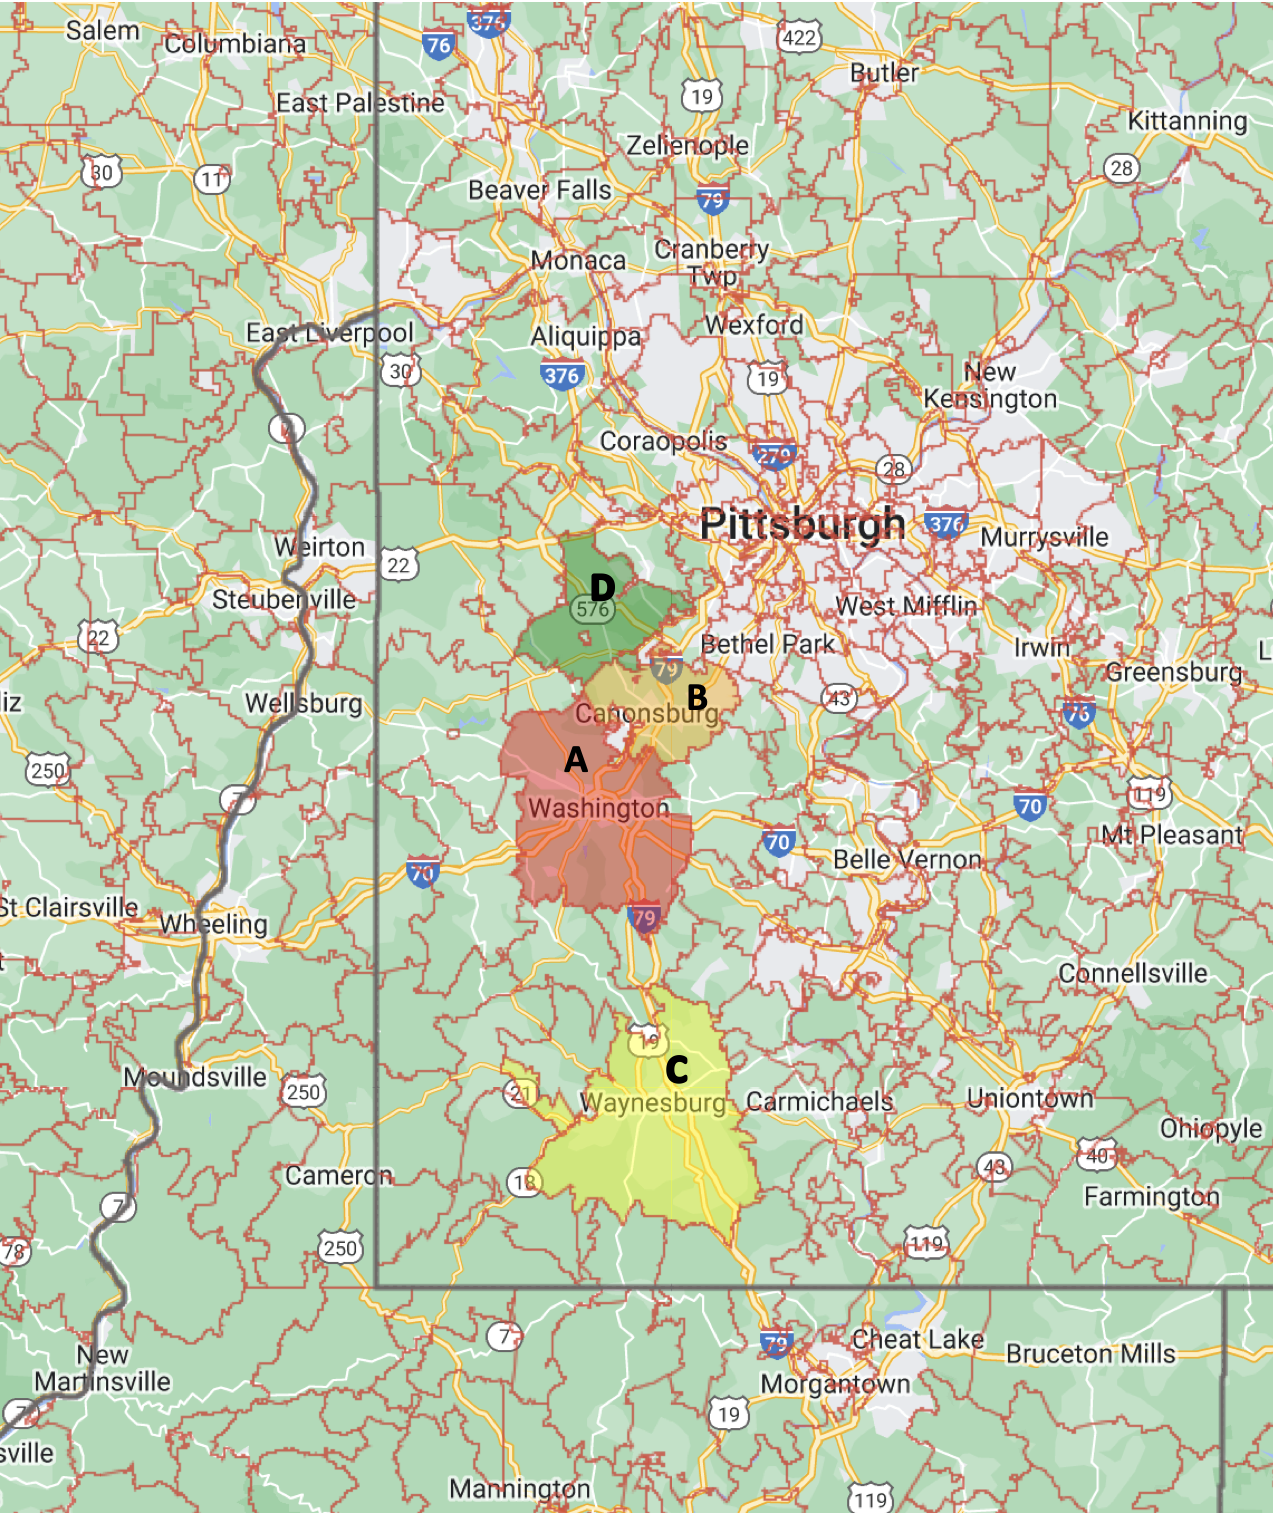 Salem
Columbiana
376
76
422
Butler
East Palestine
19
Kittanning
Zelienople
30
11
28
Beaver Falls
79
Monaca
Cranberry
Twp
East Liverpool
Aliquippa
Wexford
30
376
19
New
Kensington
Coraopolis
279
28
Pittsburgh
376
Murrysville
Weirton
22
D
Steubenville
576
West Mifflin
22
Bethel Park
Irwin
Greensburg
L
79
liz
Wellsburg
B
43
Canonsburg
76
A
250
7
Washington
70
119
70
Mt Pleasant
Belle Vernon
70
St Clairsville
Wheeling
79
t
Connellsville
19
C
Moundsville
250
21
Waynesburg
Carmichaels
Uniontown
Ohiopyle
40
Cameron
18
43
Farmington
7
78
250
119
7
Cheat Lake
79
New
Martinsville
Bruceton Mills
Morgantown
7
19
sville
Mannington
119